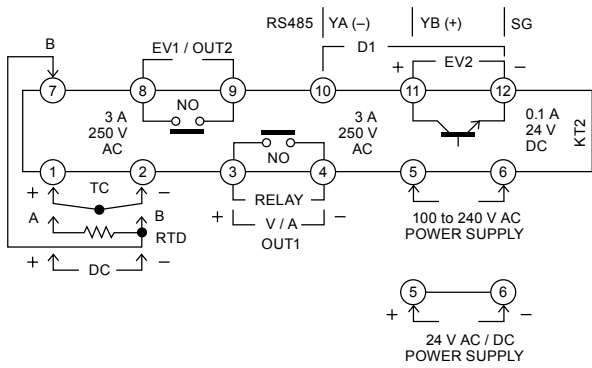 RS485 YA (–) YB (+) SG
B EV1 / OUT2 D1
+ EV2 –
7 8 9 10 11 12
NO
3 A
250 V
AC
3 A
250 V
AC
0.1 A
24 V
DC
KT2
NO
1 2 3 4 5 6
+ TC –
RELAY
A B
RTD
+ V / A –
OUT1
100 to 240 V AC
POWER SUPPLY
+ DC –
5 6
+ –
24 V AC / DC
POWER SUPPLY